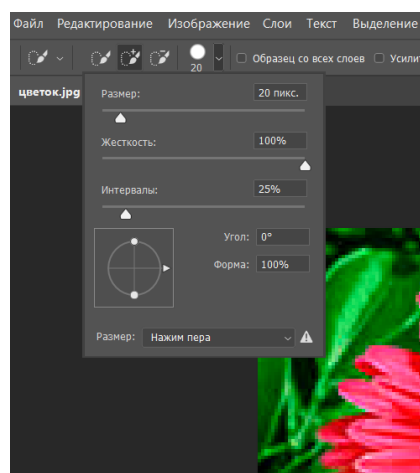 Файл Редактирование Изображение Слои Текст Выделение
20
Образец со всех слоев
цветок.jpg
Размер: 20 пикс.
Жесткость: 100%
Интервалы: 25%
Угол: 0°
Форма: 100%
Размер: Нажим пера